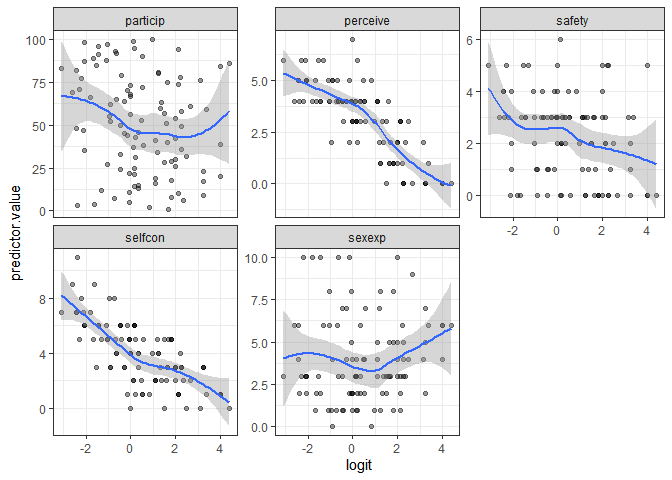 particip perceive safety
100
75
50
25
0
5.0
2.5
0.0
6
4
2
0
-2 0 2 4
selfcon sexexp
8
4
0
10.0
7.5
5.0
2.5
0.0
-2 0 2 4
-2 0 2 4
predictor.value
logit